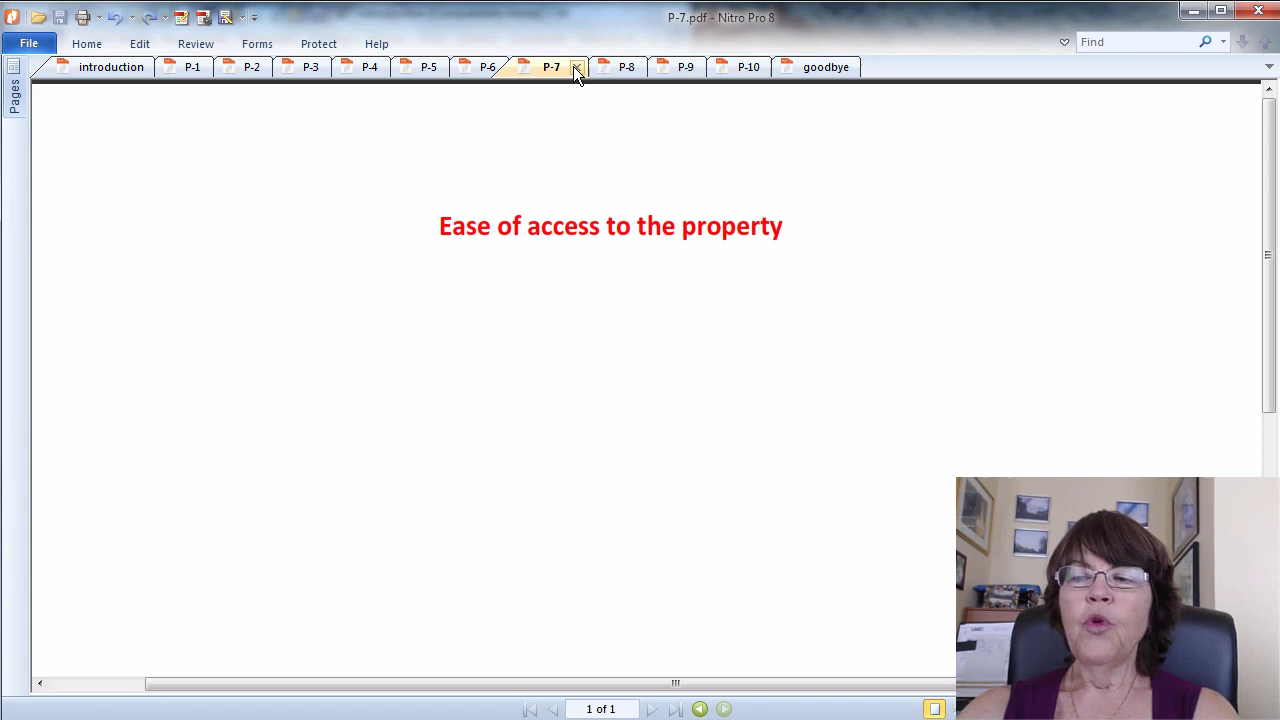 P-7.pdf - Nitro Pro 8
File Home Edit Review Forms Protect Help Find
introduction P-1 P-2 P-3 P-4 P-5 P-6 P-7 P-8 P-9 P-10 goodbye
Pages
Ease of access to the property
1 of 1